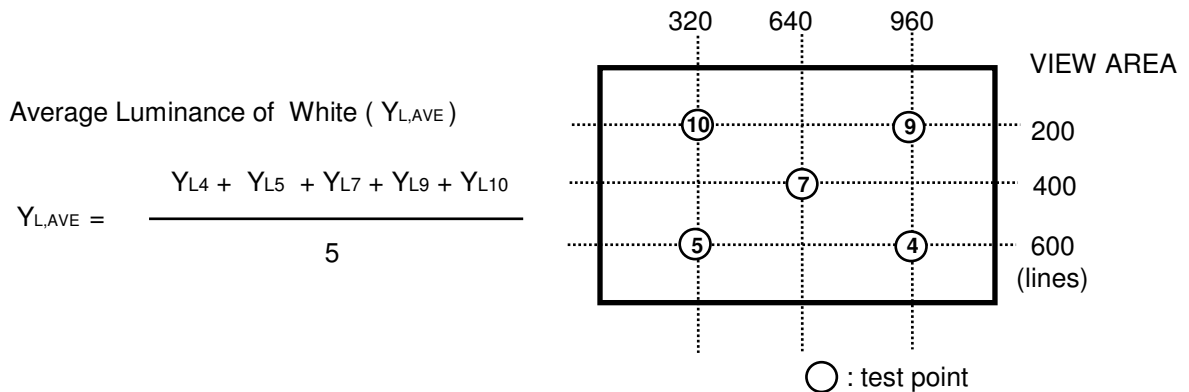 320 640 960
VIEW AREA
Average Luminance of White ( YL,AVE )
10 9 200
YL4 + YL5 + YL7 + YL9 + YL10
YL,AVE =
5
7 400
5 4 600
(lines)
: test point